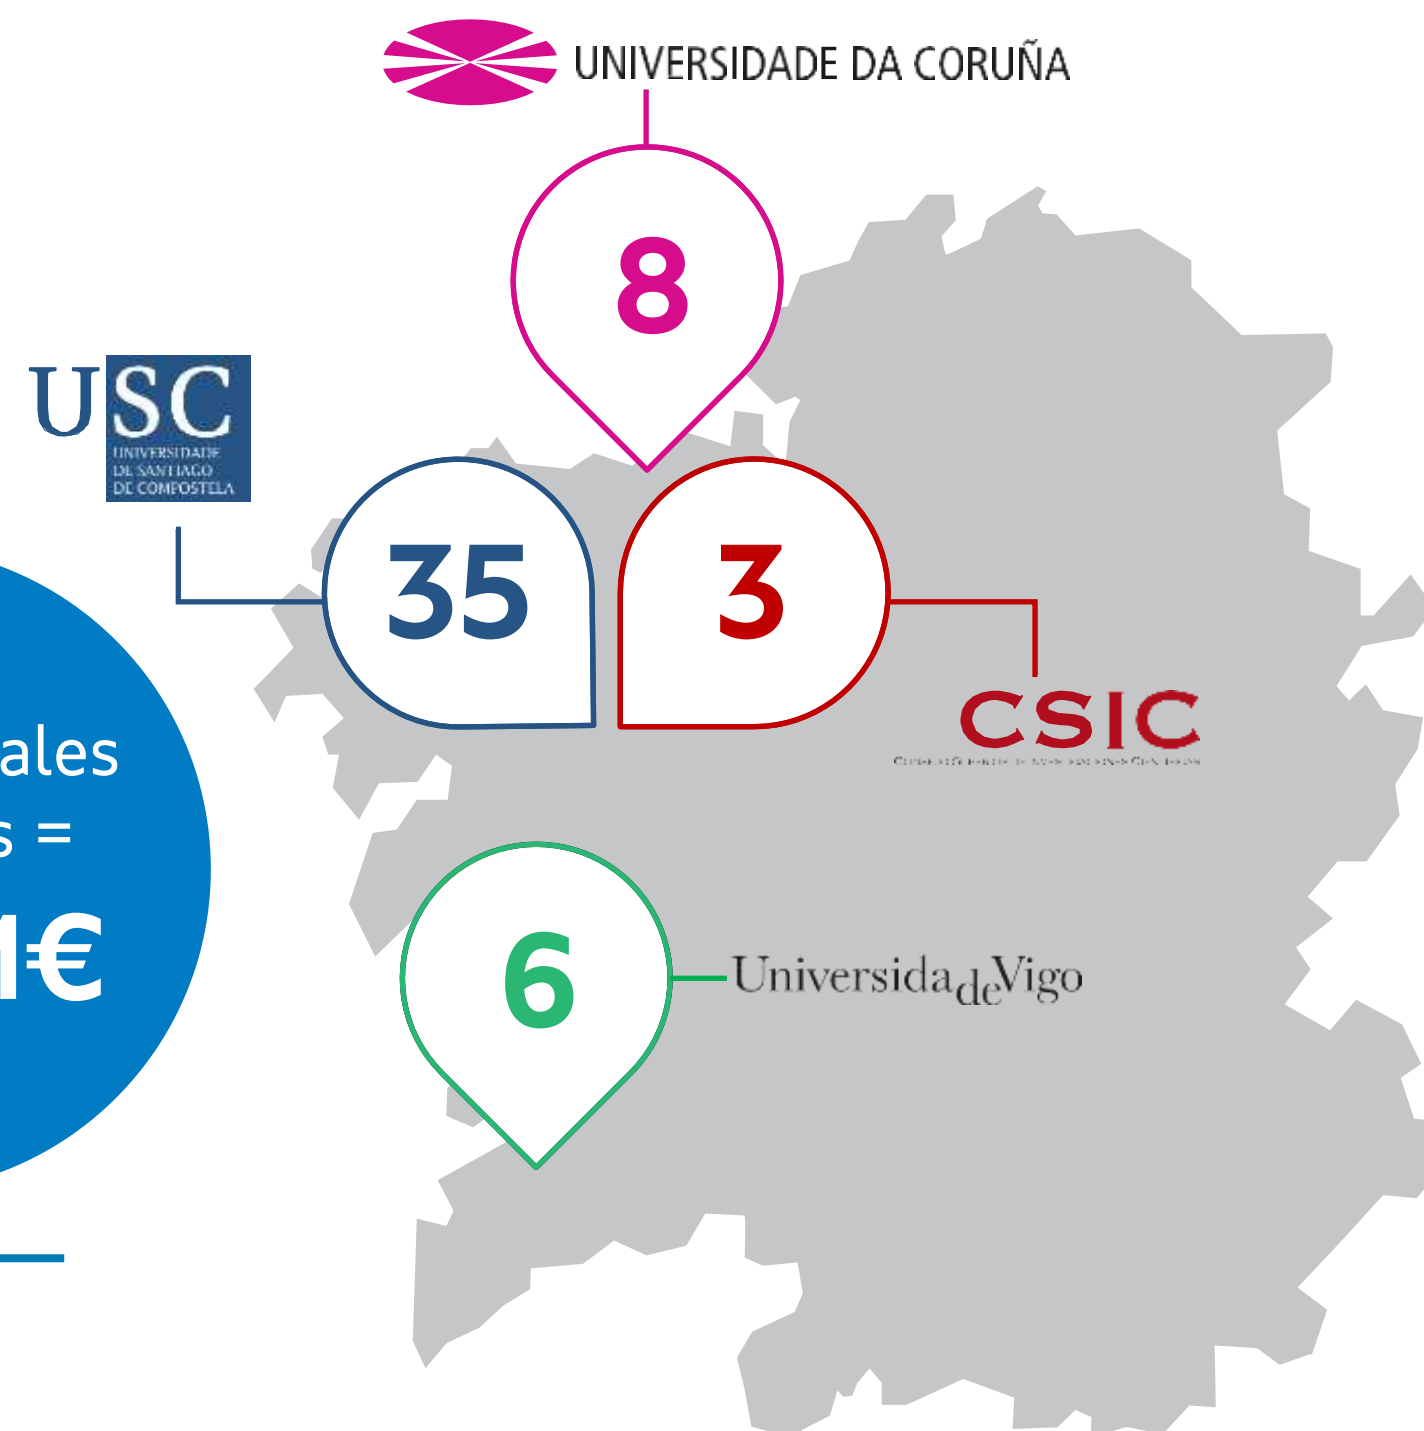 UNIVERSIDADE DA CORUÑA
8
USC
UNIVERSIDADE
DE SANTIAGO
DE COMPOSTELA
35
3
CSIC
ales
s =
€
6
UniversidadeVigo